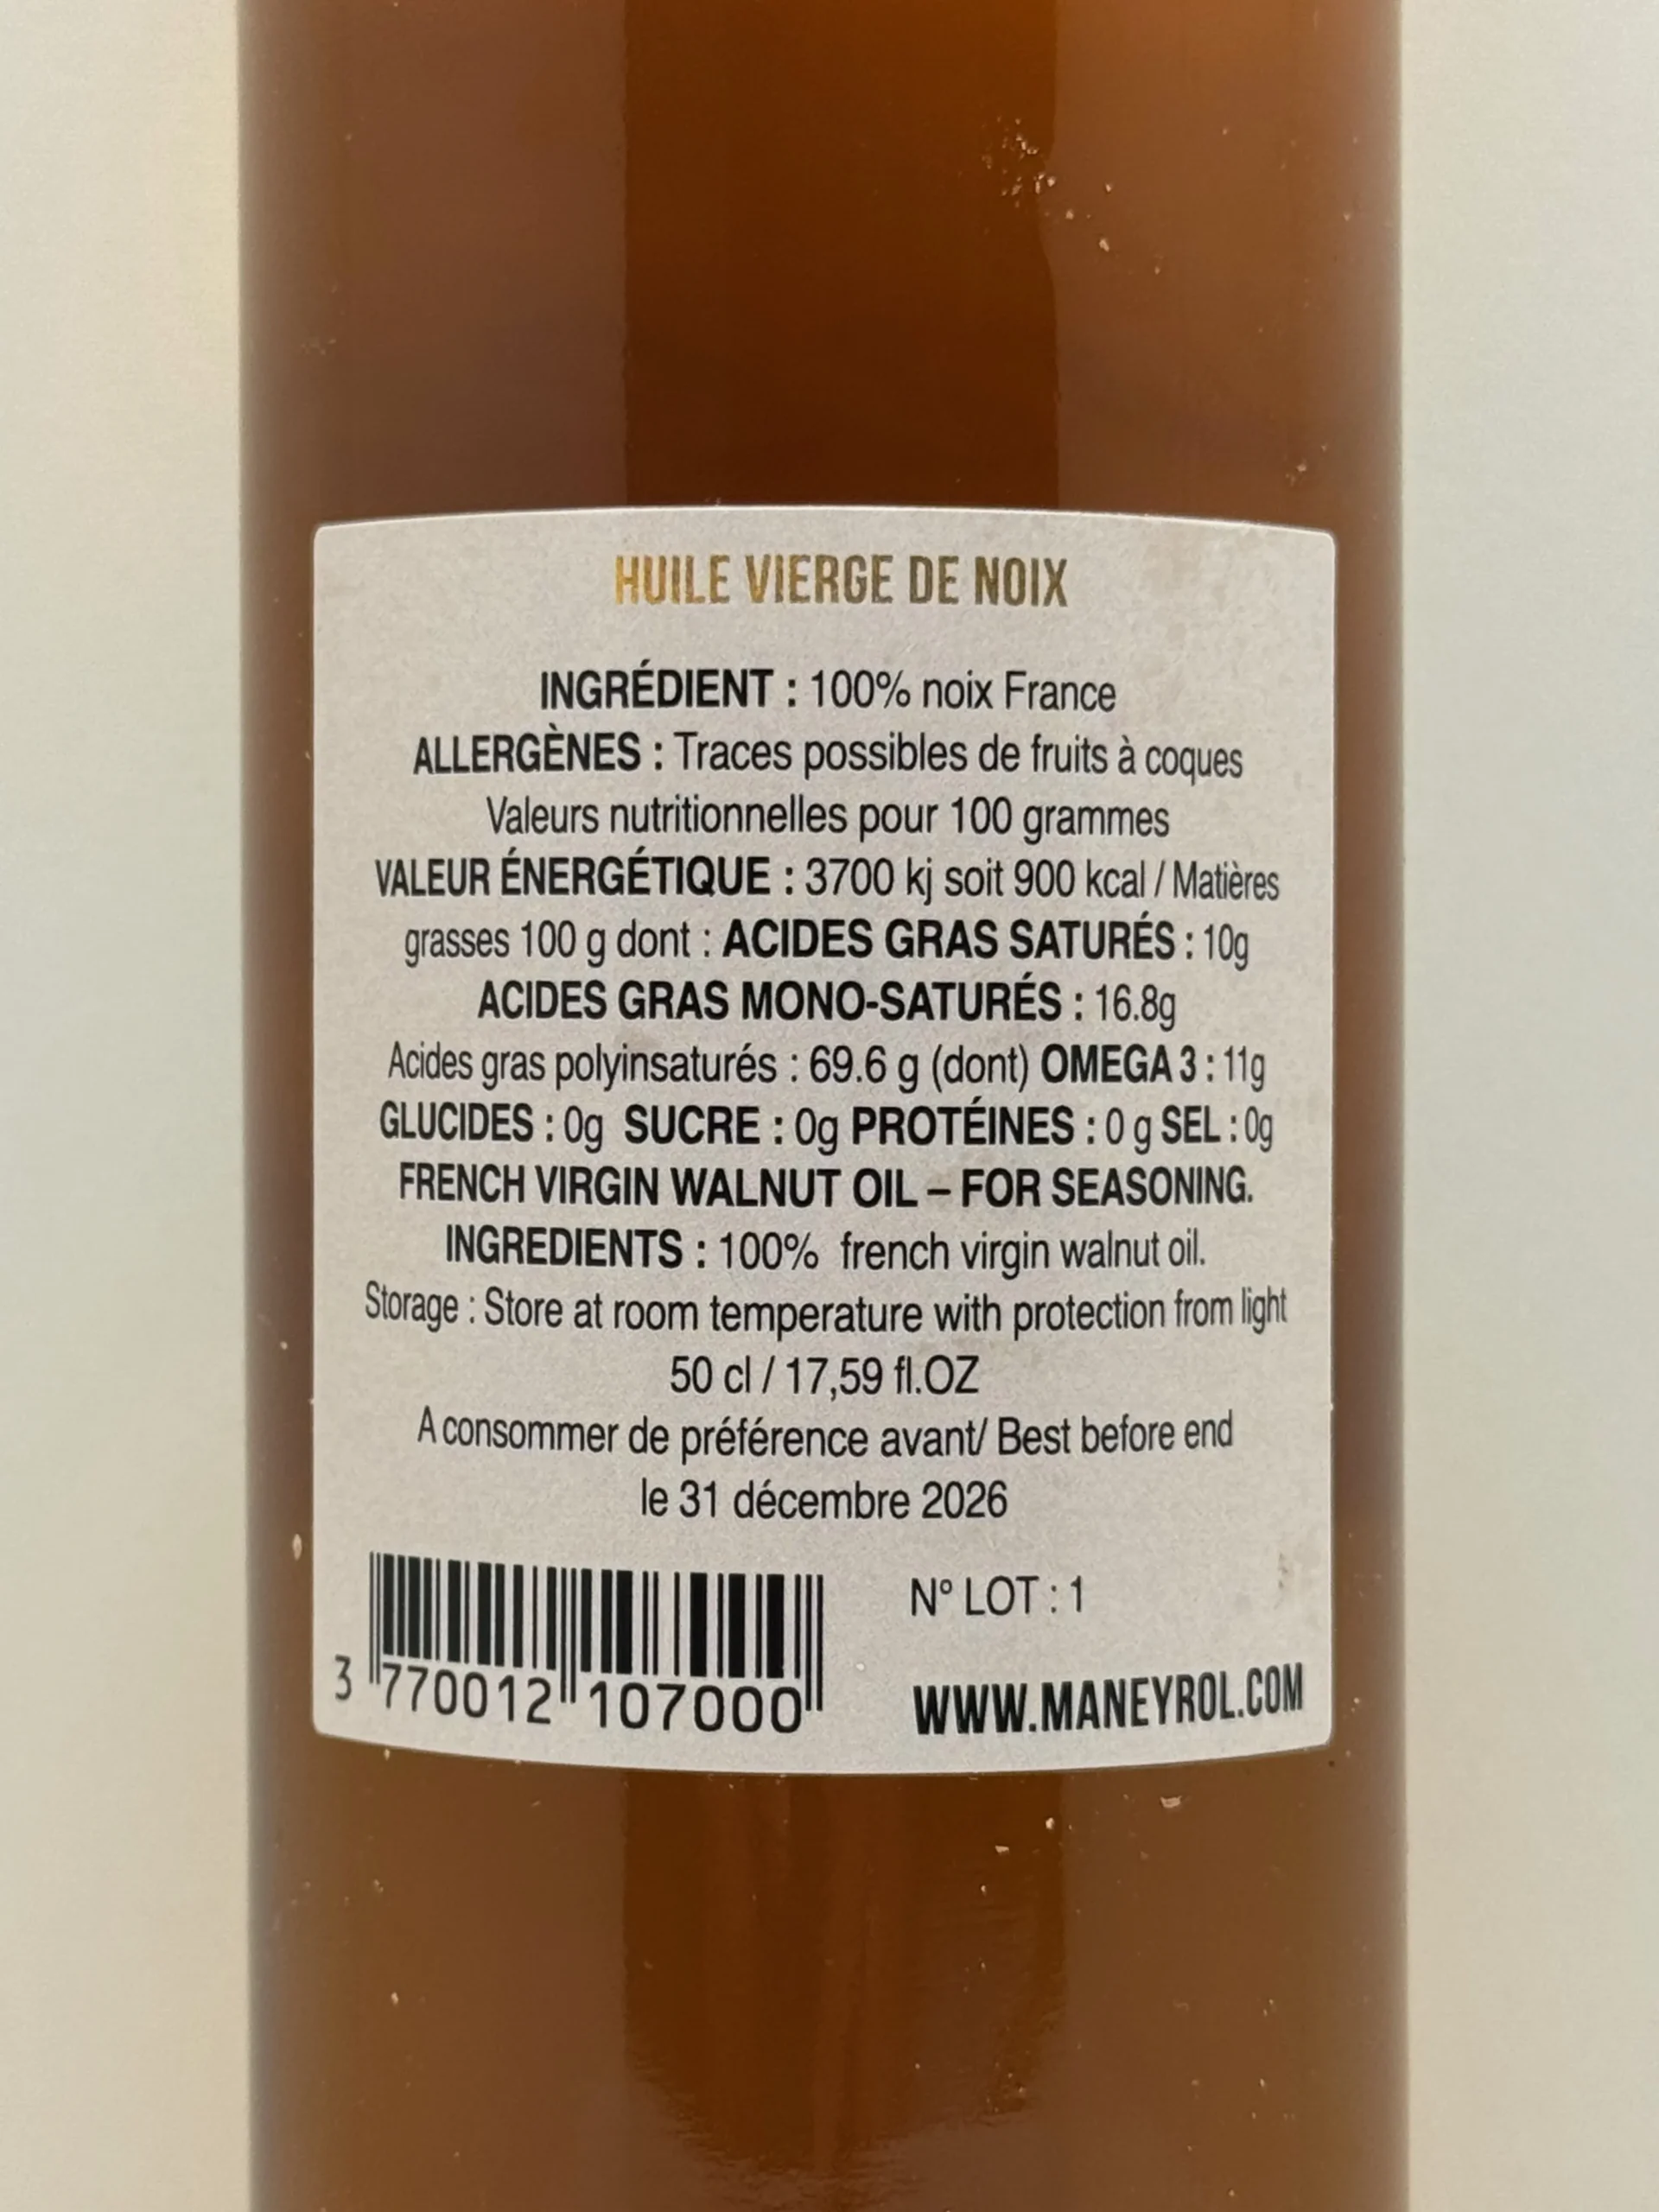 HUILE VIERGE DE NOIX
INGRÉDIENT : 100% noix France
ALLERGÈNES : Traces possibles de fruits à coques
Valeurs nutritionnelles pour 100 grammes
VALEUR ÉNERGÉTIQUE : 3700 kj soit 900 kcal / Matières
grasses 100 g dont : ACIDES GRAS SATURÉS : 10g
ACIDES GRAS MONO-SATURÉS : 16.8g
Acides gras polyinsaturés : 69.6 g (dont) OMEGA 3 : 11g
GLUCIDES : 0g SUCRE : 0g PROTÉINES : 0 g SEL : 0g
FRENCH VIRGIN WALNUT OIL – FOR SEASONING.
INGREDIENTS : 100% french virgin walnut oil.
Storage : Store at room temperature with protection from light
50 cl / 17,59 fl.OZ
A consommer de préférence avant/ Best before end
le 31 décembre 2026
N° LOT : 1
3 770012 107000
WWW.MANEYROL.COM